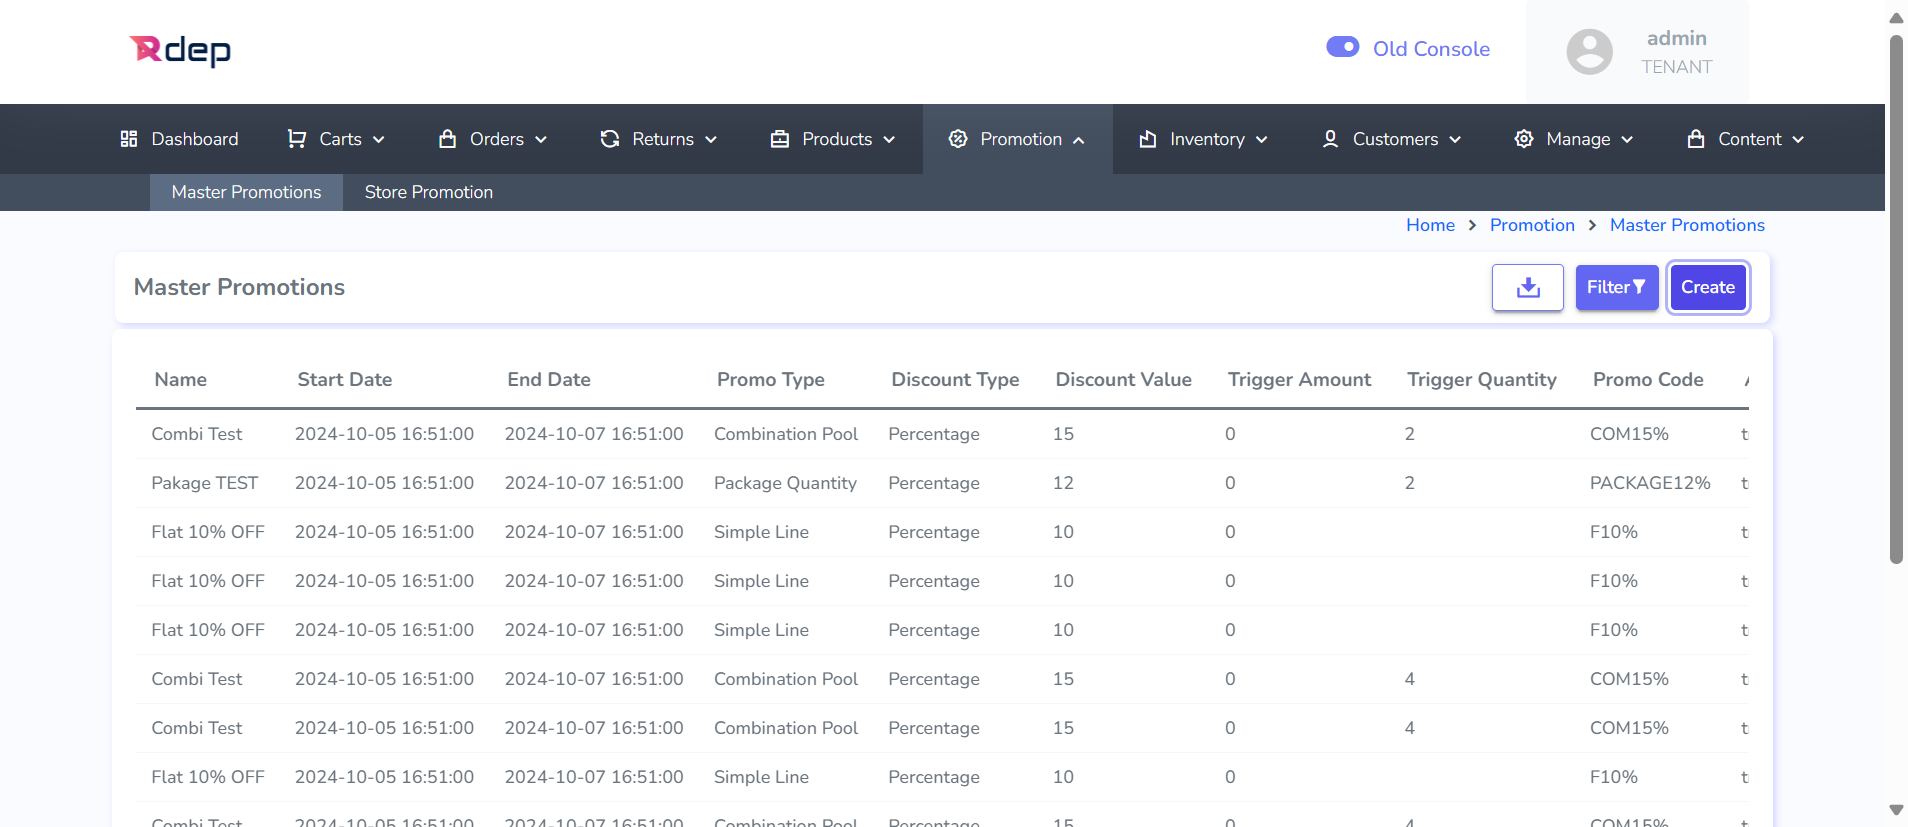 Rdep
Old Console
admin
TENANT
Dashboard Carts Orders Returns Products Promotion Inventory Customers Manage Content
Master Promotions Store Promotion
Home > Promotion > Master Promotions
Master Promotions Filter Create
Name Start Date End Date Promo Type Discount Type Discount Value Trigger Amount Trigger Quantity Promo Code
Combi Test 2024-10-05 16:51:00 2024-10-07 16:51:00 Combination Pool Percentage 15 0 2 COM15%
Pakage TEST 2024-10-05 16:51:00 2024-10-07 16:51:00 Package Quantity Percentage 12 0 2 PACKAGE12%
Flat 10% OFF 2024-10-05 16:51:00 2024-10-07 16:51:00 Simple Line Percentage 10 0 F10%
Flat 10% OFF 2024-10-05 16:51:00 2024-10-07 16:51:00 Simple Line Percentage 10 0 F10%
Flat 10% OFF 2024-10-05 16:51:00 2024-10-07 16:51:00 Simple Line Percentage 10 0 F10%
Combi Test 2024-10-05 16:51:00 2024-10-07 16:51:00 Combination Pool Percentage 15 0 4 COM15%
Combi Test 2024-10-05 16:51:00 2024-10-07 16:51:00 Combination Pool Percentage 15 0 4 COM15%
Flat 10% OFF 2024-10-05 16:51:00 2024-10-07 16:51:00 Simple Line Percentage 10 0 F10%
Combi Test 2024-10-05 16:51:00 2024-10-07 16:51:00 Combination Pool Percentage 15 0 4 COM15%